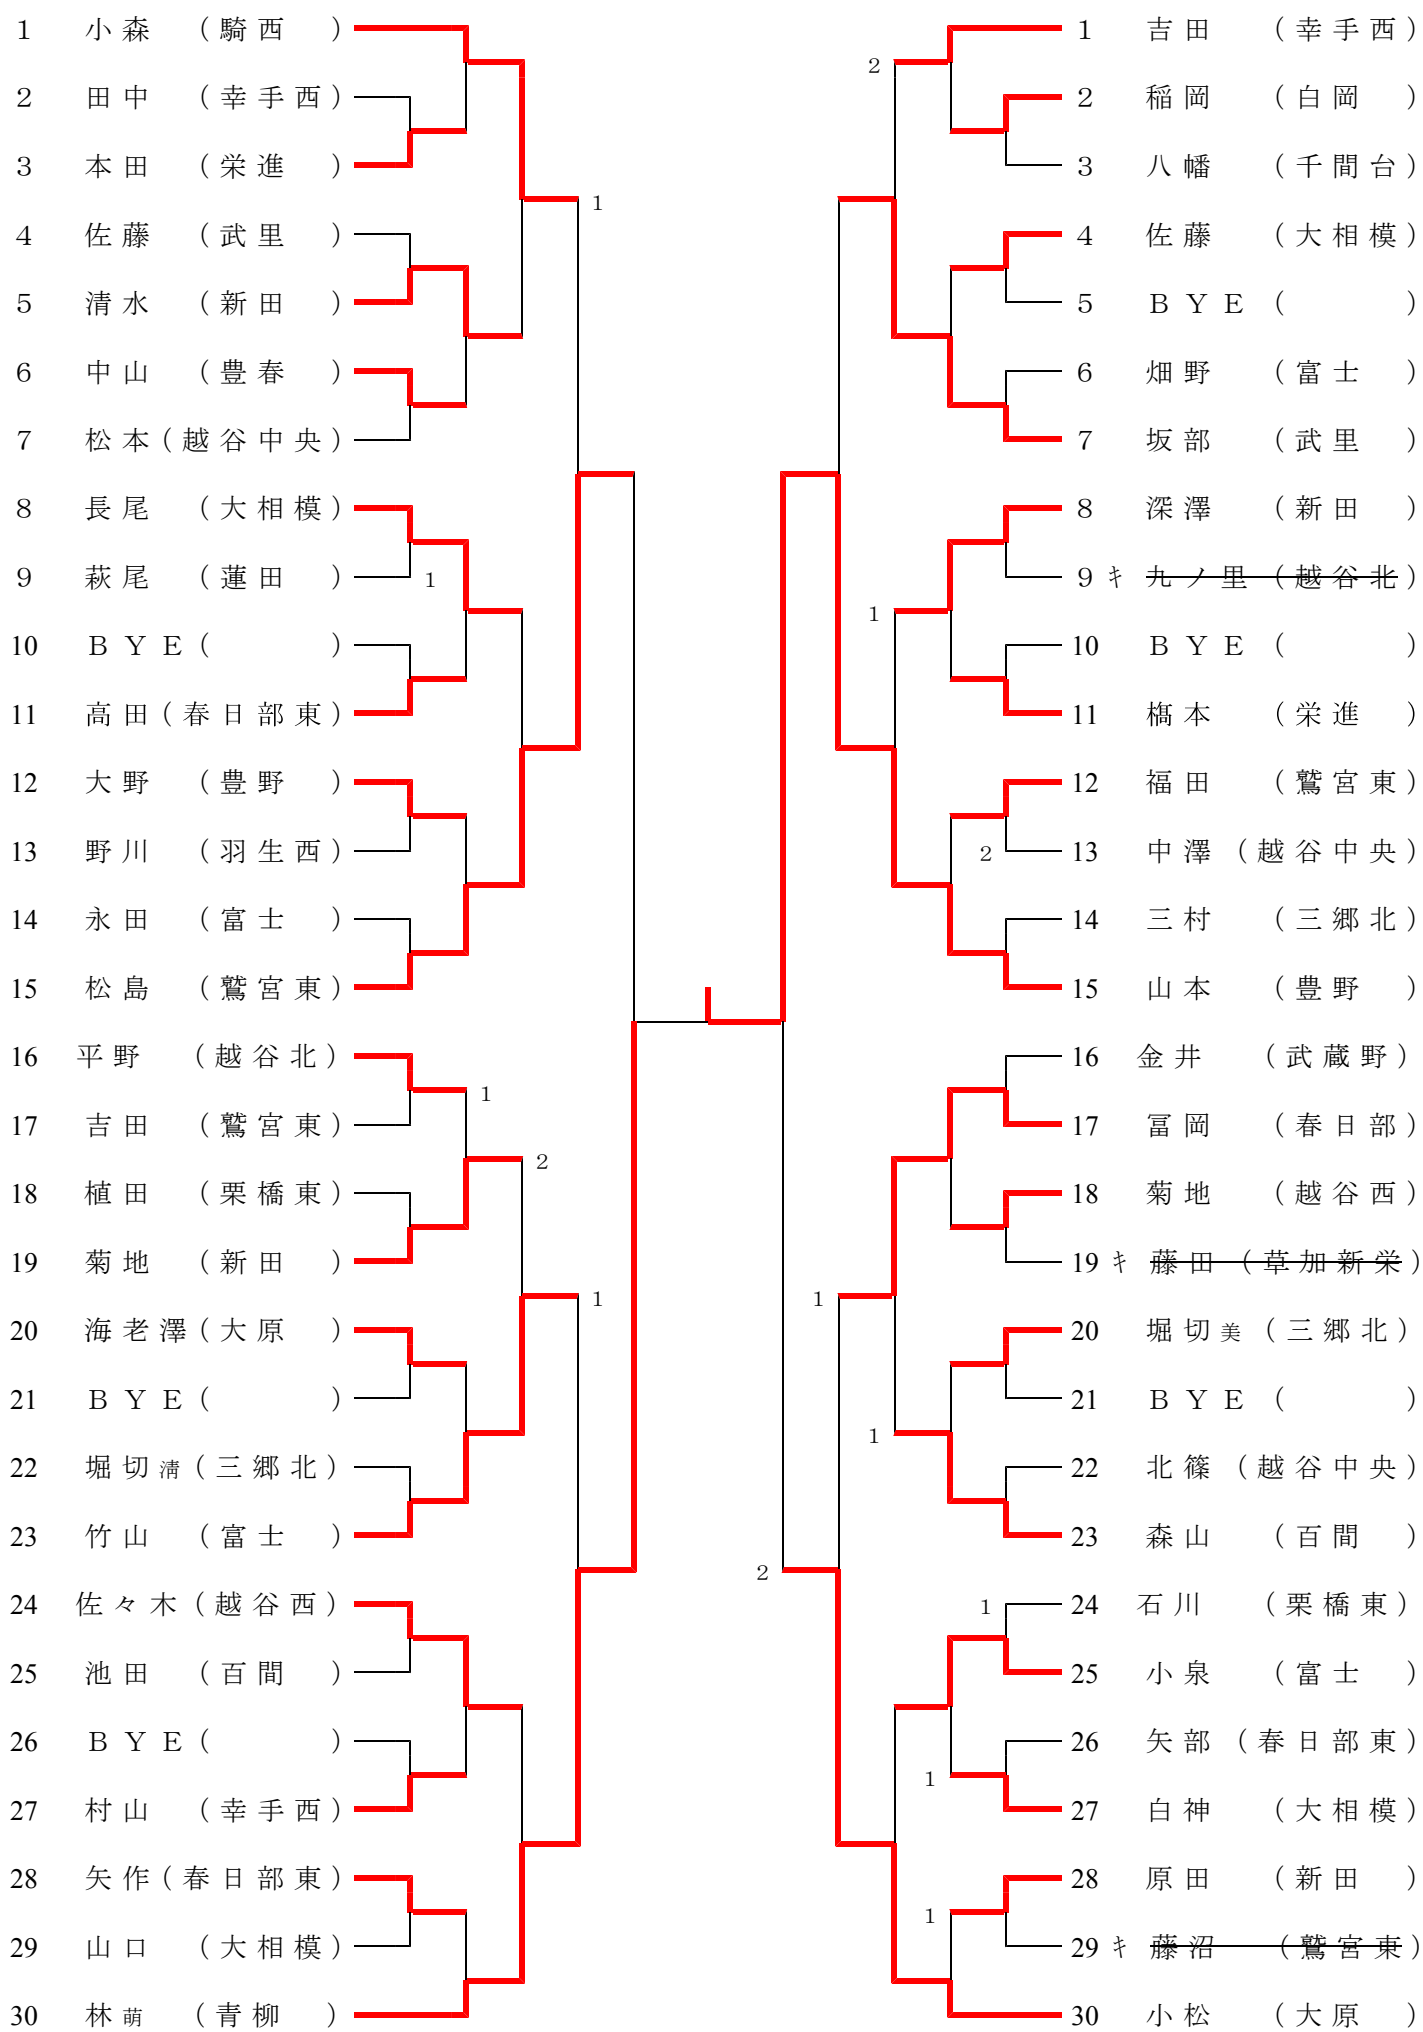 1 小森 （騎西 ）
2 田中 （幸手西）
3 本田 （栄進 ）
4 佐藤 （武里 ）
5 清水 （新田 ）
6 中山 （豊春 ）
7 松本（越谷中央）
8 長尾 （大相模）
9 萩尾 （蓮田 ）
10 ＢＹＥ（ ）
11 高田（春日部東）
12 大野 （豊野 ）
13 野川 （羽生西）
14 永田 （富士 ）
15 松島 （鷲宮東）
16 平野 （越谷北）
17 吉田 （鷲宮東）
18 植田 （栗橋東）
19 菊地 （新田 ）
20 海老澤（大原 ）
21 ＢＹＥ（ ）
22 堀切清（三郷北）
23 竹山 （富士 ）
24 佐々木（越谷西）
25 池田 （百間 ）
26 ＢＹＥ（ ）
27 村山 （幸手西）
28 矢作（春日部東）
29 山口 （大相模）
30 林萌 （青柳 ）
1
1
1
2
1
2
1
2
1
1
2
1
1
1
1
1 吉田 （幸手西）
2 稲岡 （白岡 ）
3 八幡 （千間台）
4 佐藤 （大相模）
5 ＢＹＥ（ ）
6 畑野 （富士 ）
7 坂部 （武里 ）
8 深澤 （新田 ）
9 ｷ 九ノ里（越谷北）
10 ＢＹＥ（ ）
11 槗本 （栄進 ）
12 福田 （鷲宮東）
13 中澤（越谷中央）
14 三村 （三郷北）
15 山本 （豊野 ）
16 金井 （武蔵野）
17 冨岡 （春日部）
18 菊地 （越谷西）
19 ｷ 藤田（草加新栄）
20 堀切美（三郷北）
21 ＢＹＥ（ ）
22 北篠（越谷中央）
23 森山 （百間 ）
24 石川 （栗橋東）
25 小泉 （富士 ）
26 矢部（春日部東）
27 白神 （大相模）
28 原田 （新田 ）
29 ｷ 藤沼 （鷲宮東）
30 小松 （大原 ）